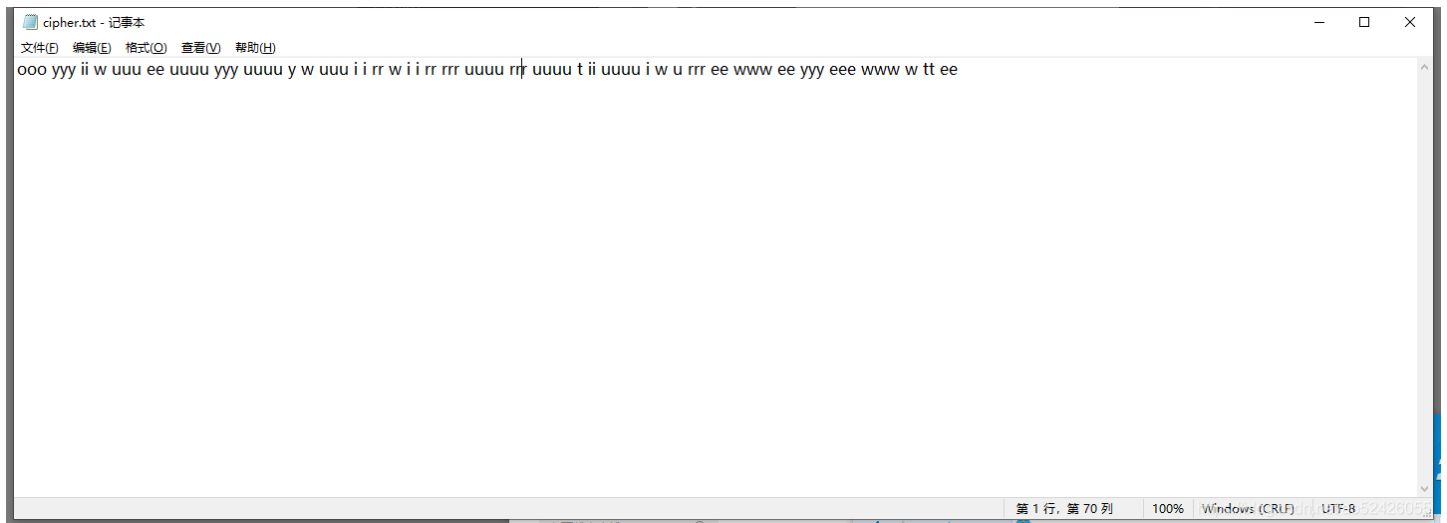 cipher.txt - 记事本
文件(F) 编辑(E) 格式(O) 查看(V) 帮助(H)
ooo yyy ii w uuu ee uuuu yyy uuuu y w uuu i i rr w i i rr rrr uuuu rrr uuuu t ii uuuu i w u rrr ee www ee yyy eee www w tt ee
第 1 行，第 70 列 100% Windows (CRLF) UTF-8